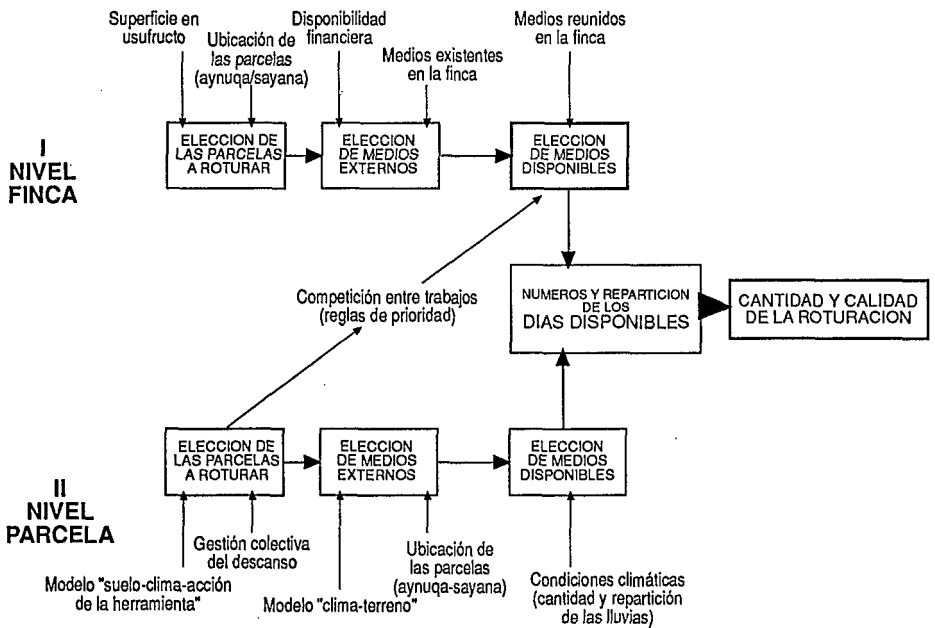 Superficie en
usufructo
Ubicación de
las parcelas
(aynuqa/sayana)
Disponibilidad
financiera
Medios existentes
en la finca
Medios reunidos
en la finca
I
NIVEL
FINCA
ELECCION DE
LAS PARCELAS
A ROTURAR
ELECCION
DE MEDIOS
EXTERNOS
ELECCION
DE MEDIOS
DISPONIBLES
Competición entre trabajos
(reglas de prioridad)
NUMEROS Y REPARTICION
DE LOS
DIAS DISPONIBLES
CANTIDAD Y CALIDAD
DE LA ROTURACION
II
NIVEL
PARCELA
ELECCION DE
LAS PARCELAS
A ROTURAR
ELECCION
DE MEDIOS
EXTERNOS
ELECCION
DE MEDIOS
DISPONIBLES
Gestión colectiva
del descanso
Modelo "suelo-clima-acción
de la herramienta"
Modelo "clima-terreno"
Ubicación de
las parcelas
(aynuqa-sayana)
Condiciones climáticas
(cantidad y repartición
de las lluvias)